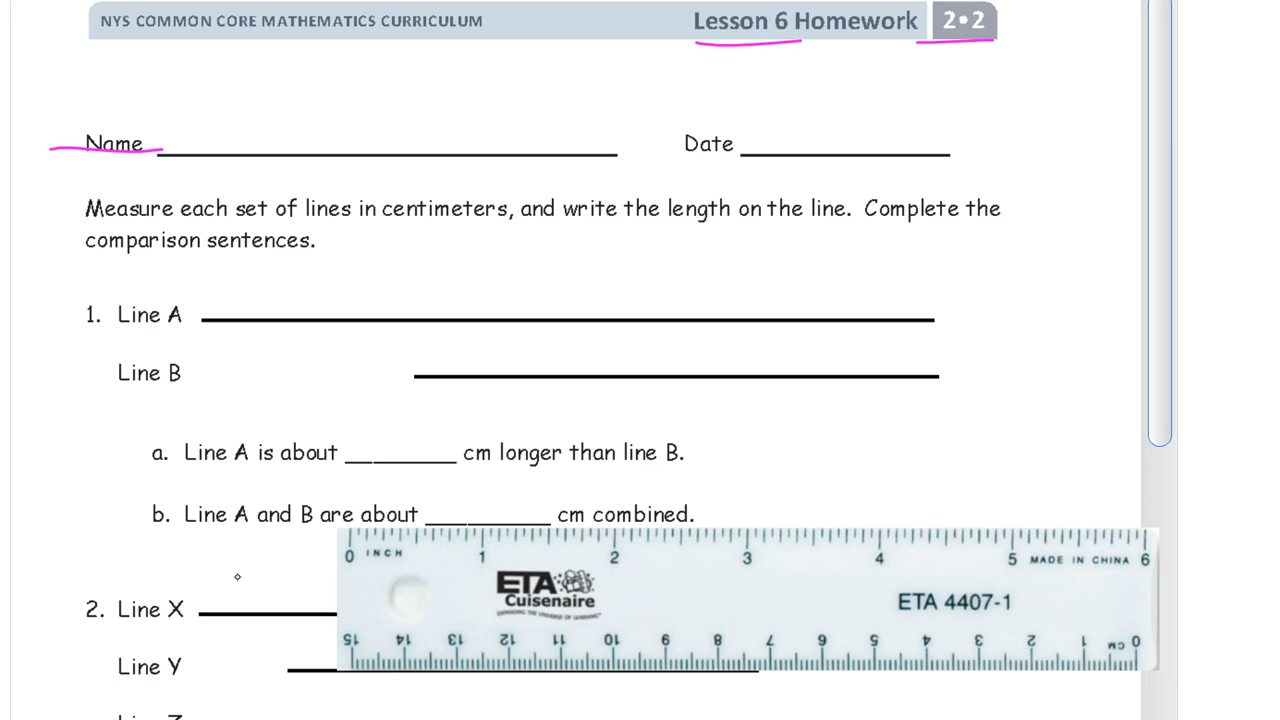 NYS COMMON CORE MATHEMATICS CURRICULUM Lesson 6 Homework 2•2
Name Date
Measure each set of lines in centimeters, and write the length on the line. Complete the
comparison sentences.
1. Line A
Line B
a. Line A is about ________ cm longer than line B.
b. Line A and B are about _________ cm combined.
0 INCH 1 2 3 4 5 MADE IN CHINA 6
ETA
Cuisenaire
ETA 4407-1
15 14 13 12 11 10 9 8 7 6 5 4 3 2 1 CM 0
2. Line X
Line Y